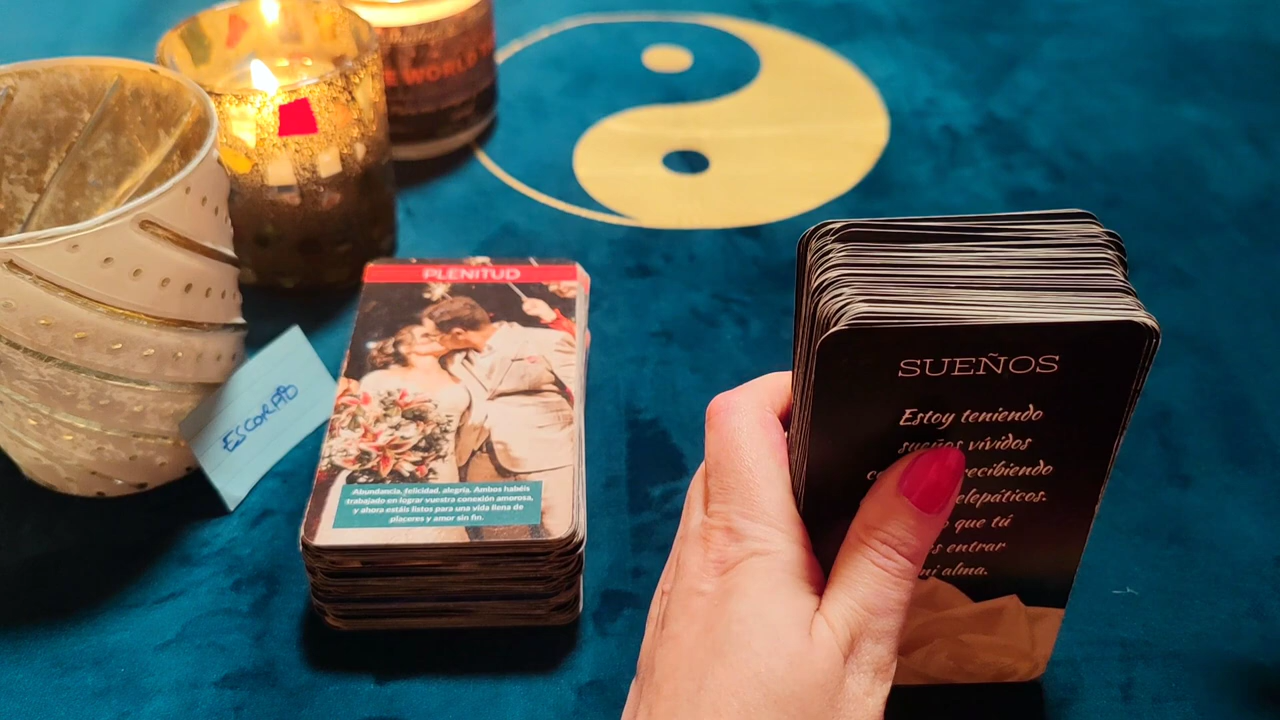 E WORLD
PLENITUD
Abundancia, felicidad, alegría. Ambos habéis
trabajado en lograr vuestra conexión amorosa,
y ahora estáis listos para una vida llena de
placeres y amor sin fin.
ESCORPIO
SUEÑOS
Estoy teniendo
sueños vívidos
recibiendo
telepáticos.
que tú
entrar
mi alma.